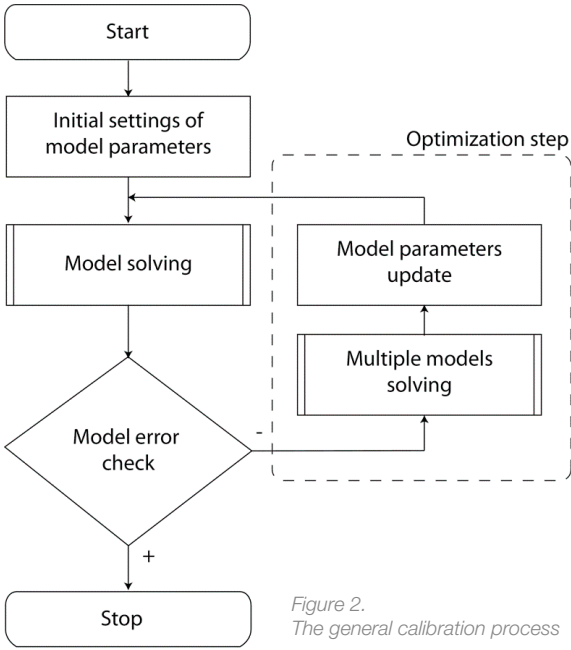 Start
Initial settings of
model parameters
Optimization step
Model solving
Model parameters
update
Multiple models
solving
Model error
check
-
+
Stop
Figure 2.
The general calibration process